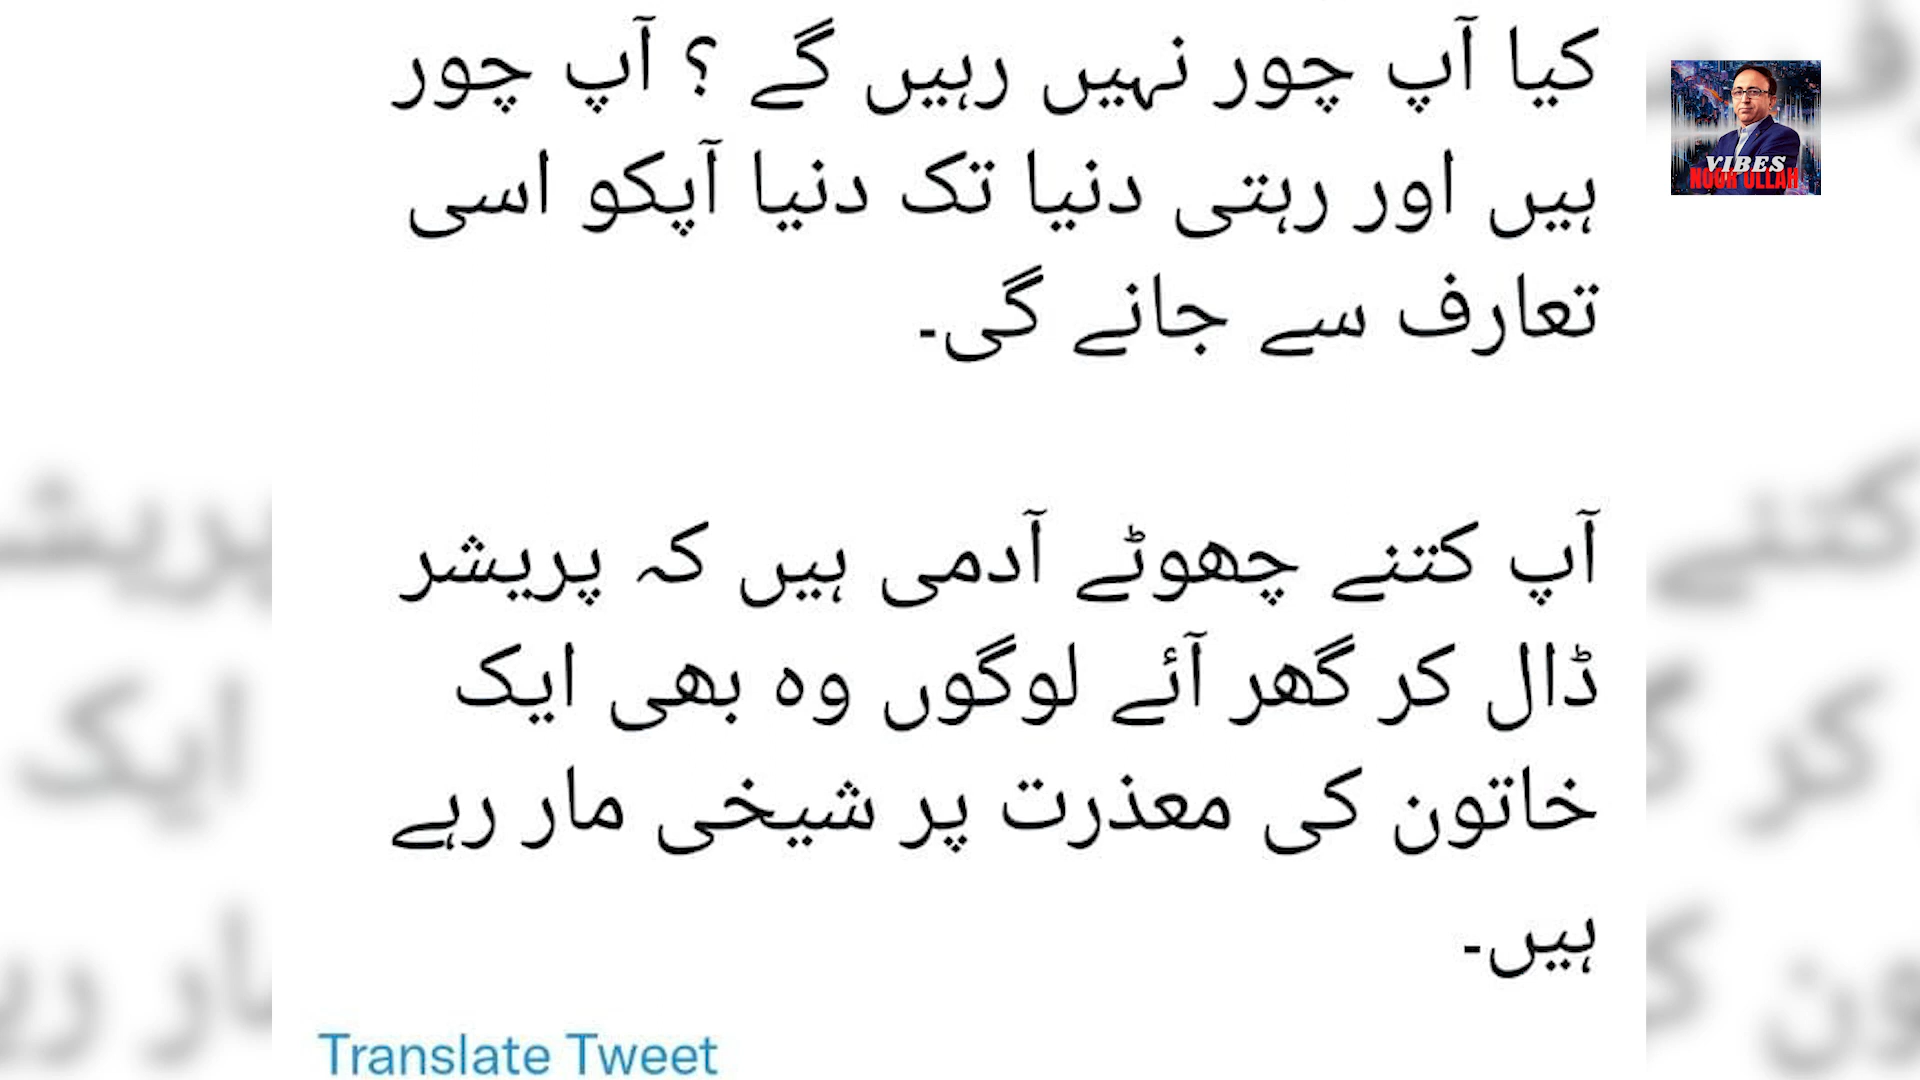 کیا آپ چور نہیں رہیں گے ؟ آپ چور
ہیں اور رہتی دنیا تک دنیا آپکو اسی
تعارف سے جانے گی۔
آپ کتنے چھوٹے آدمی ہیں کہ پریشر
ڈال کر گھر آئے لوگوں وہ بھی ایک
خاتون کی معذرت پر شیخی مار رہے
ہیں۔
Translate Tweet
VIBES
NOOR ULLAH